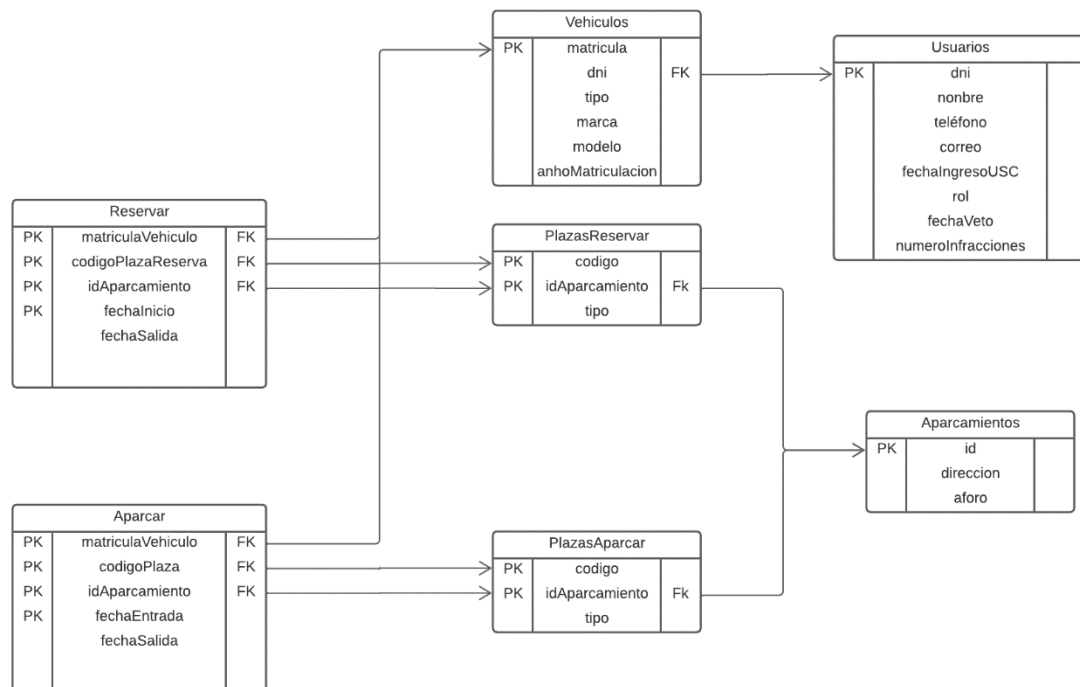 Vehiculos
PK matricula
dni FK
tipo
marca
modelo
anhoMatriculacion
Usuarios
PK dni
nonbre
teléfono
correo
fechaIngresoUSC
rol
fechaVeto
numeroInfracciones
Reservar
PK matriculaVehiculo FK
PK codigoPlazaReserva FK
PK idAparcamiento FK
PK fechaInicio
fechaSalida
PlazasReservar
PK codigo
PK idAparcamiento Fk
tipo
Aparcamientos
PK id
direccion
aforo
Aparcar
PK matriculaVehiculo FK
PK codigoPlaza FK
PK idAparcamiento FK
PK fechaEntrada
fechaSalida
PlazasAparcar
PK codigo
PK idAparcamiento Fk
tipo